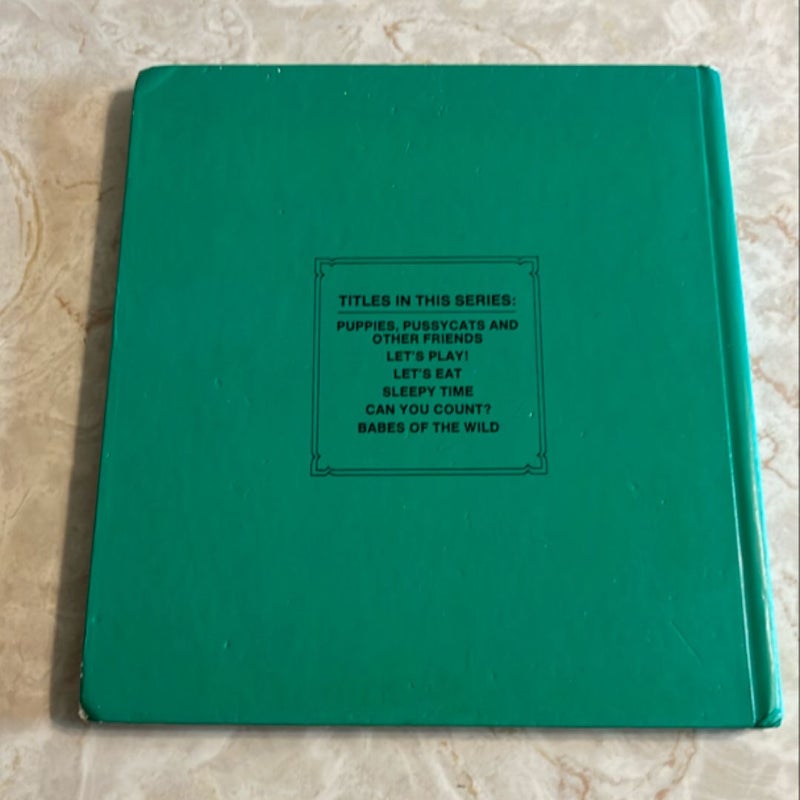 TITLES IN THIS SERIES:
PUPPIES, PUSSYCATS AND
OTHER FRIENDS
LET'S PLAY!
LET'S EAT
SLEEPY TIME
CAN YOU COUNT?
BABES OF THE WILD